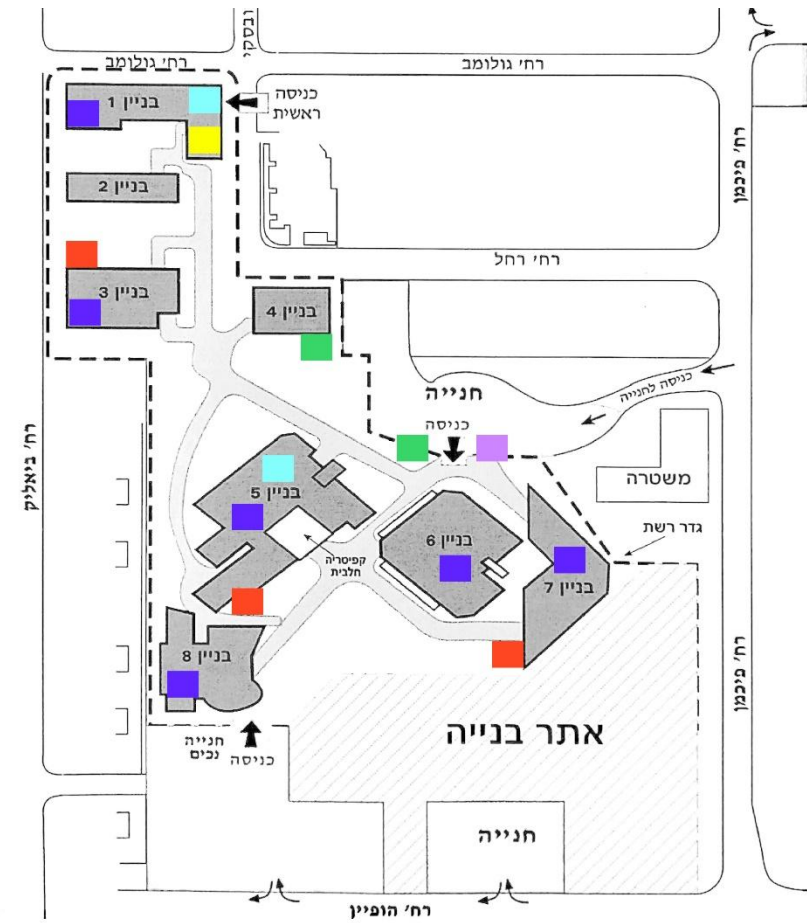 רח׳ גולומב
רח׳ גולומב
כניסה
ראשית
בניין 1
בניין 2
רח׳ פיכמן
רח׳ רחל
בניין 3
בניין 4
כניסה לחנייה
חנייה
כניסה
משטרה
רח׳ ביאליק
בניין 5
גדר רשת
בניין 6
קפיטריה
חלבית
בניין 7
בניין 8
רח׳ פיכמן
אתר בנייה
חנייה
נכים
כניסה
חנייה
רח׳ הופיין